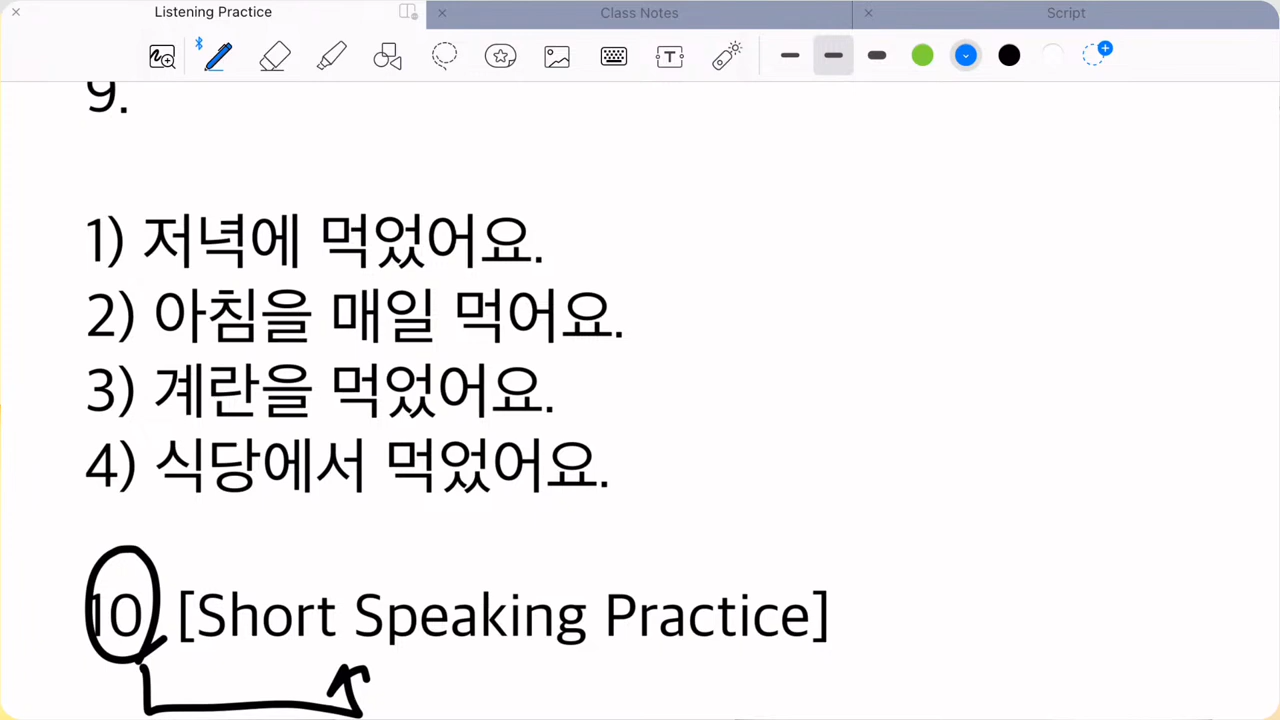 Listening Practice
Class Notes
Script
9.
1) 저녁에 먹었어요.
2) 아침을 매일 먹어요.
3) 계란을 먹었어요.
4) 식당에서 먹었어요.
10. [Short Speaking Practice]